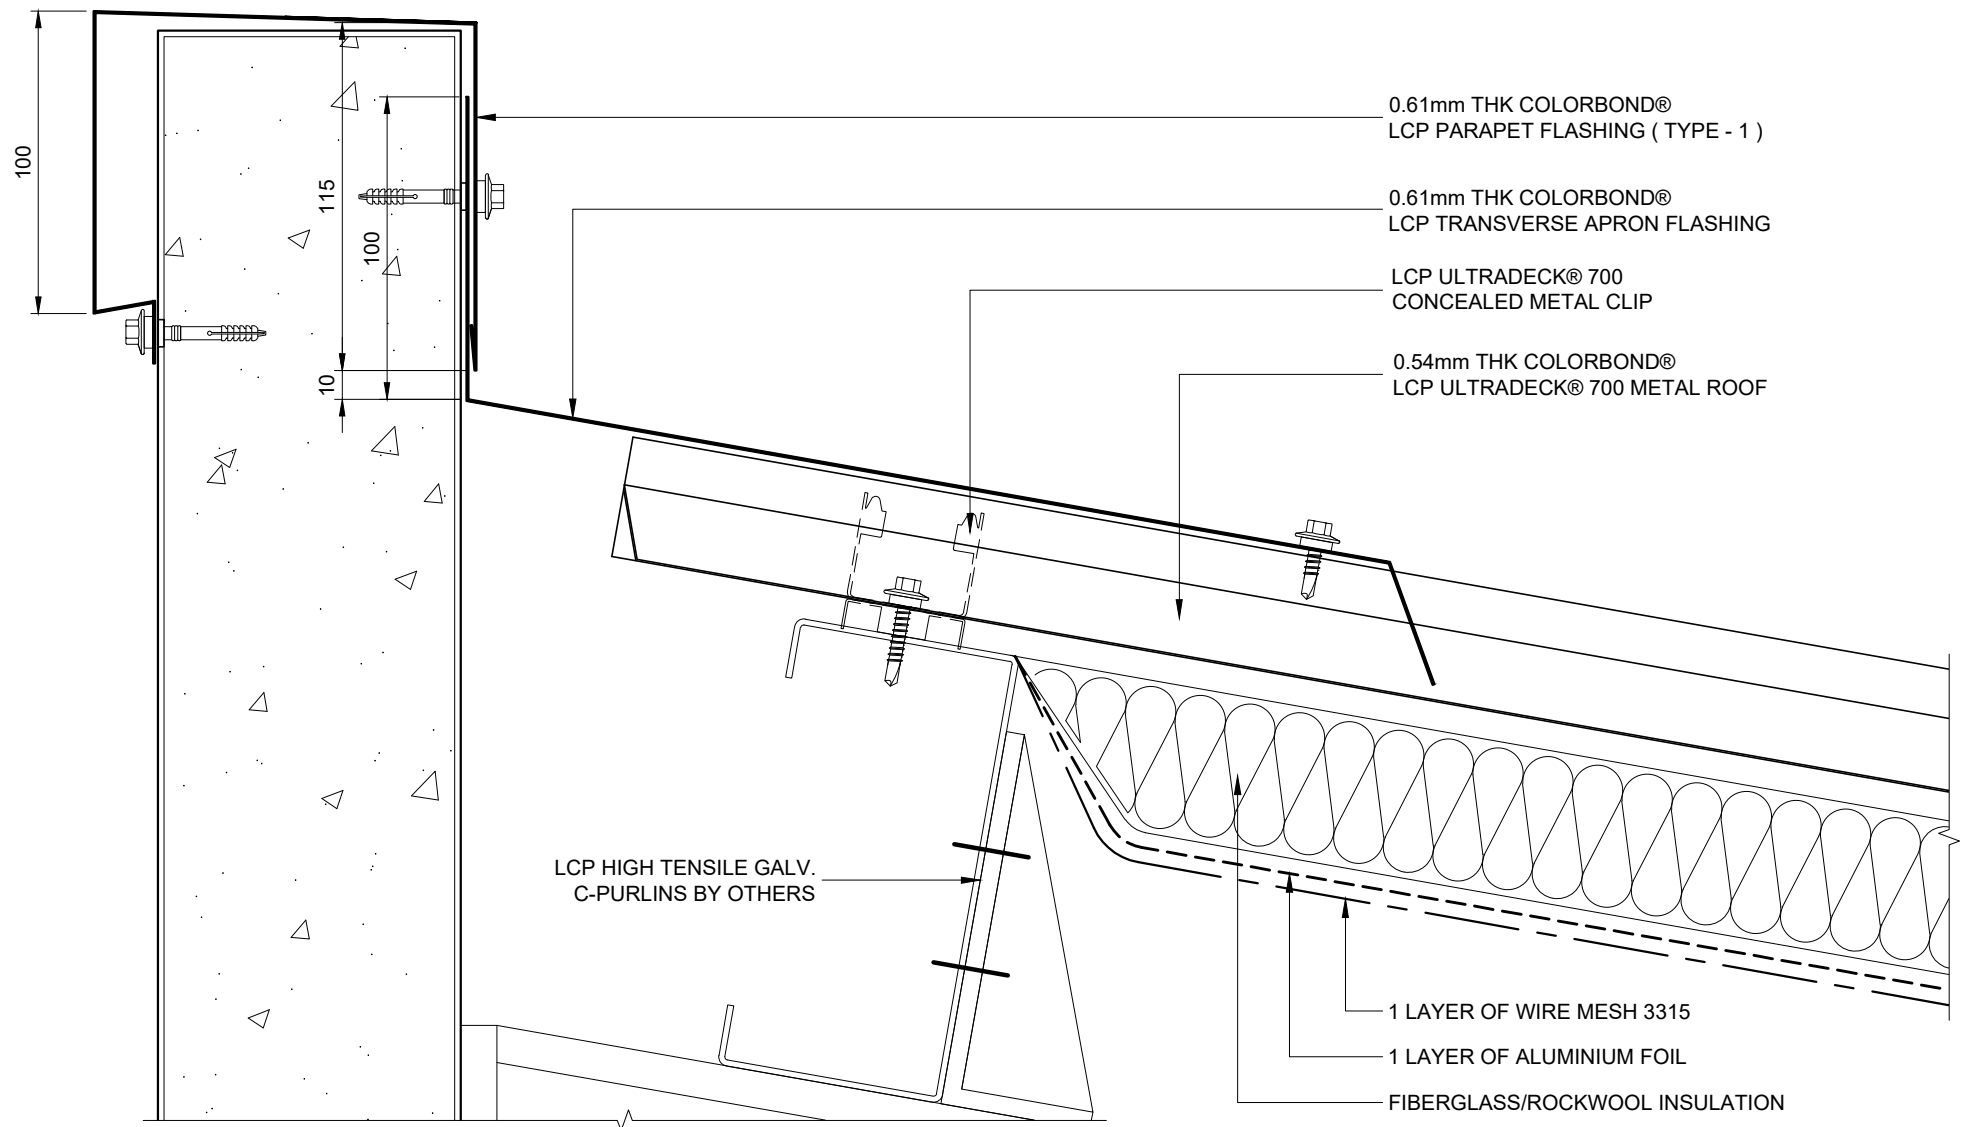 100
115
100
10
0.61mm THK COLORBOND®
LCP PARAPET FLASHING ( TYPE - 1 )
0.61mm THK COLORBOND®
LCP TRANSVERSE APRON FLASHING
LCP ULTRADECK® 700
CONCEALED METAL CLIP
0.54mm THK COLORBOND®
LCP ULTRADECK® 700 METAL ROOF
LCP HIGH TENSILE GALV.
C-PURLINS BY OTHERS
1 LAYER OF WIRE MESH 3315
1 LAYER OF ALUMINIUM FOIL
FIBERGLASS/ROCKWOOL INSULATION